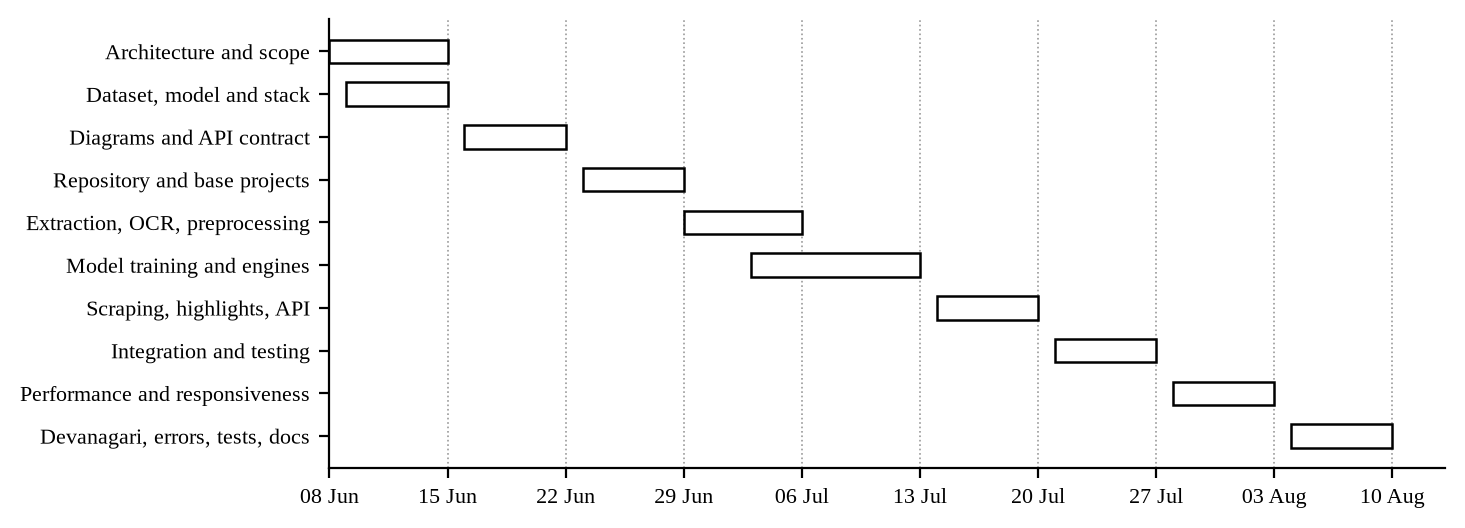 Architecture and scope
Dataset, model and stack
Diagrams and API contract
Repository and base projects
Extraction, OCR, preprocessing
Model training and engines
Scraping, highlights, API
Integration and testing
Performance and responsiveness
Devanagari, errors, tests, docs
08 Jun 15 Jun 22 Jun 29 Jun 06 Jul 13 Jul 20 Jul 27 Jul 03 Aug 10 Aug